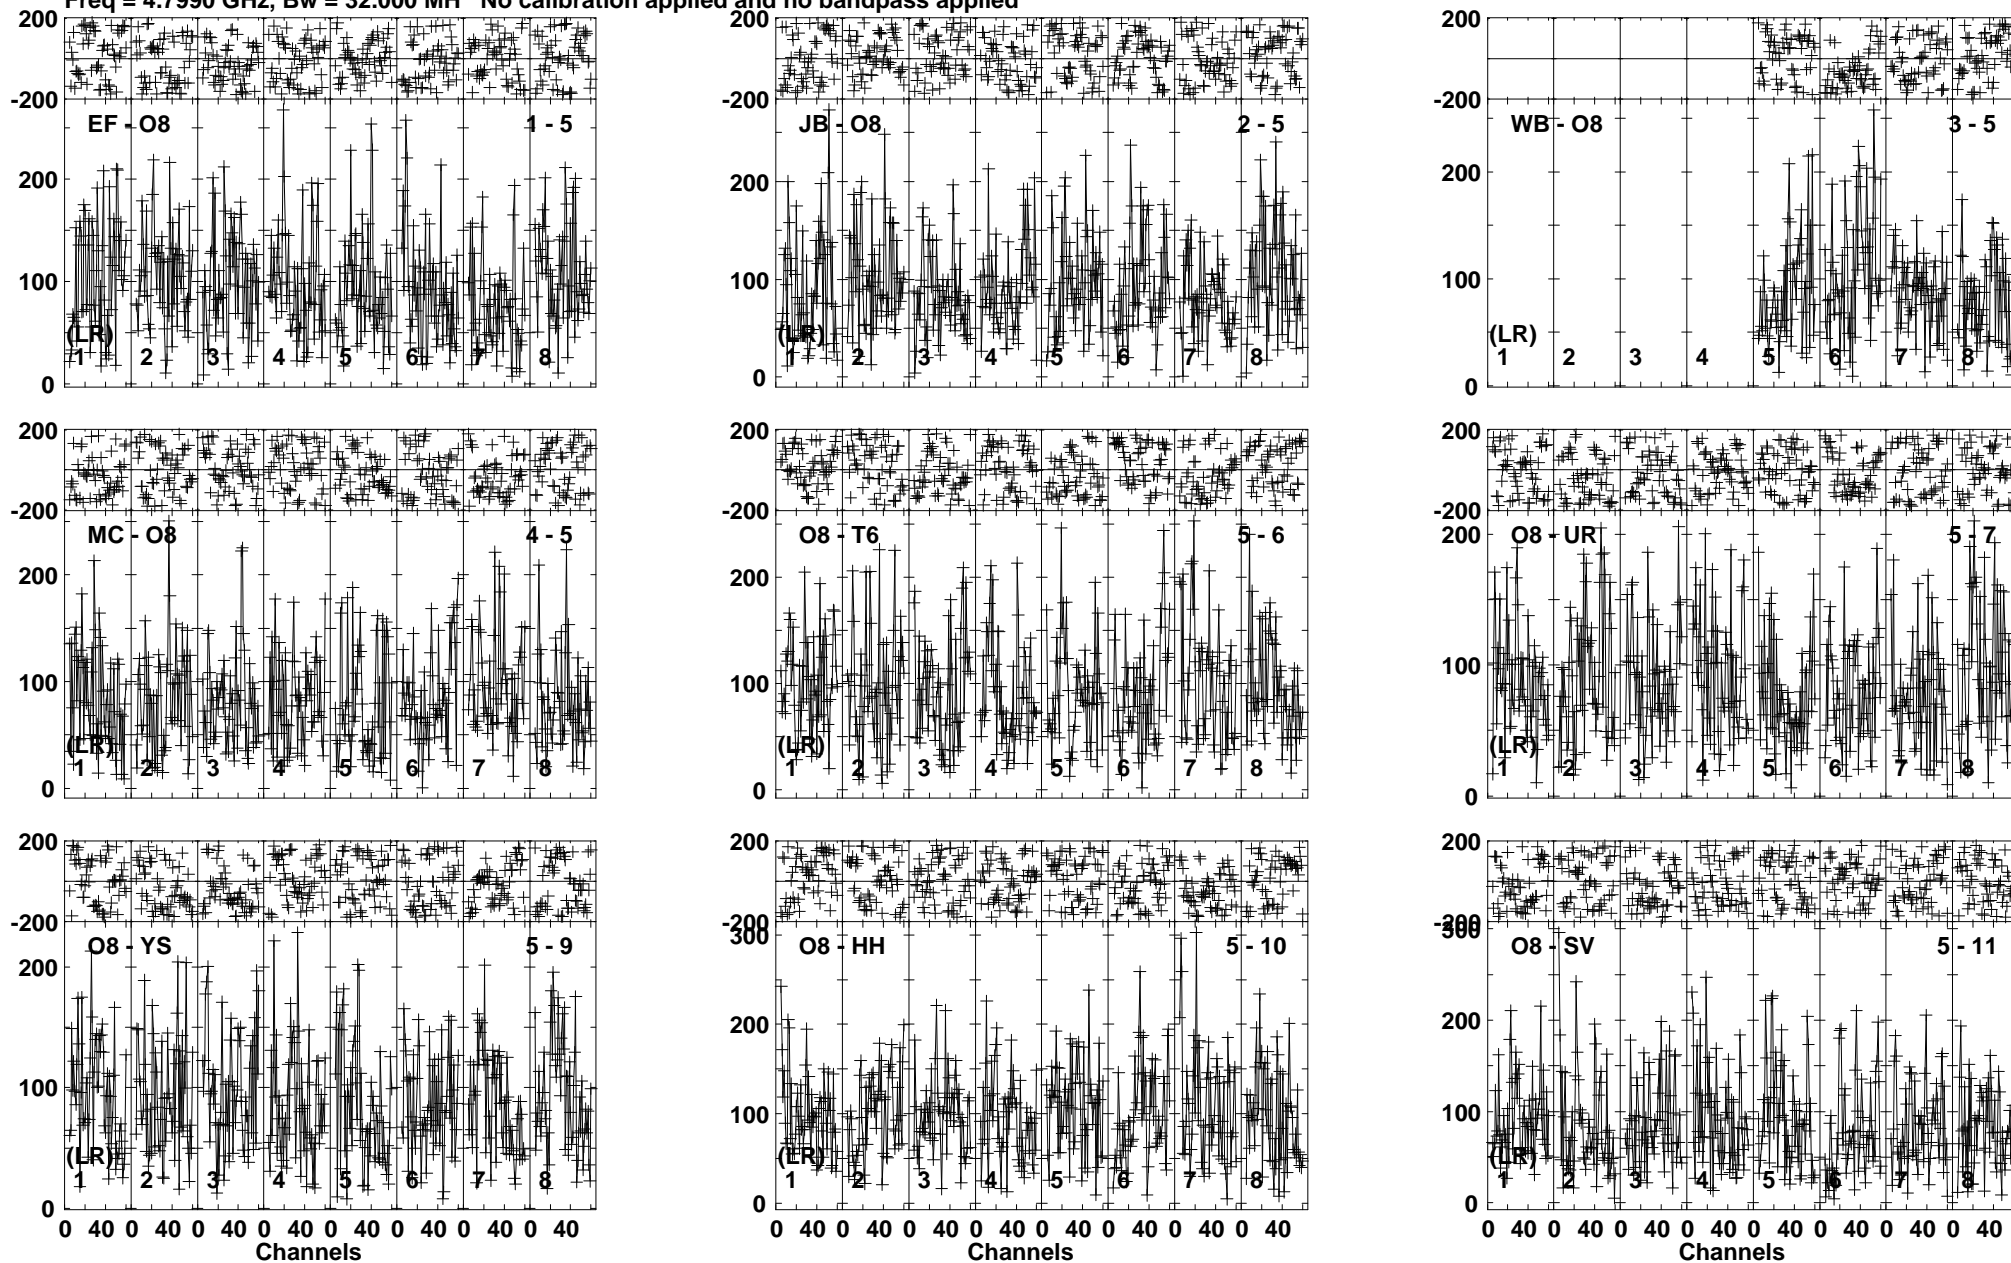 Freq = 4.7990 GHz, Bw = 32.000 MH No calibration applied and no bandpass applied
200 200 200
-200 -200 -200
EF - O8 1 - 5 JB - O8 2 - 5 WB - O8 3 - 5
200 200 200
100 100 100
(LR) (LR) (LR)
1 2 3 4 5 6 7 8 1 2 3 4 5 6 7 8 1 2 3 4 5 6 7 8
0 0 0
200 200 200
-200 -200 -200
MC - O8 4 - 5 O8 - T6 5 - 6 O8 - UR 5 - 7
200 200 200
100 100 100
(LR) (LR) (LR)
1 2 3 4 5 6 7 8 1 2 3 4 5 6 7 8 1 2 3 4 5 6 7 8
0 0 0
200 200 200
-200 -200 -200
300 300
O8 - YS 5 - 9 O8 - HH 5 - 10 O8 - SV 5 - 11
200 200 200
100 100 100
(LR) (LR) (LR)
1 2 3 4 5 6 7 8 1 2 3 4 5 6 7 8 1 2 3 4 5 6 7 8
0 0 0
0 40 0 40 0 40 0 40 0 40 0 40 0 40 0 40 0 40 0 40 0 40 0 40 0 40 0 40 0 40 0 40 0 40 0 40 0 40 0 40 0 40 0 40 0 40 0 40
Channels Channels Channels